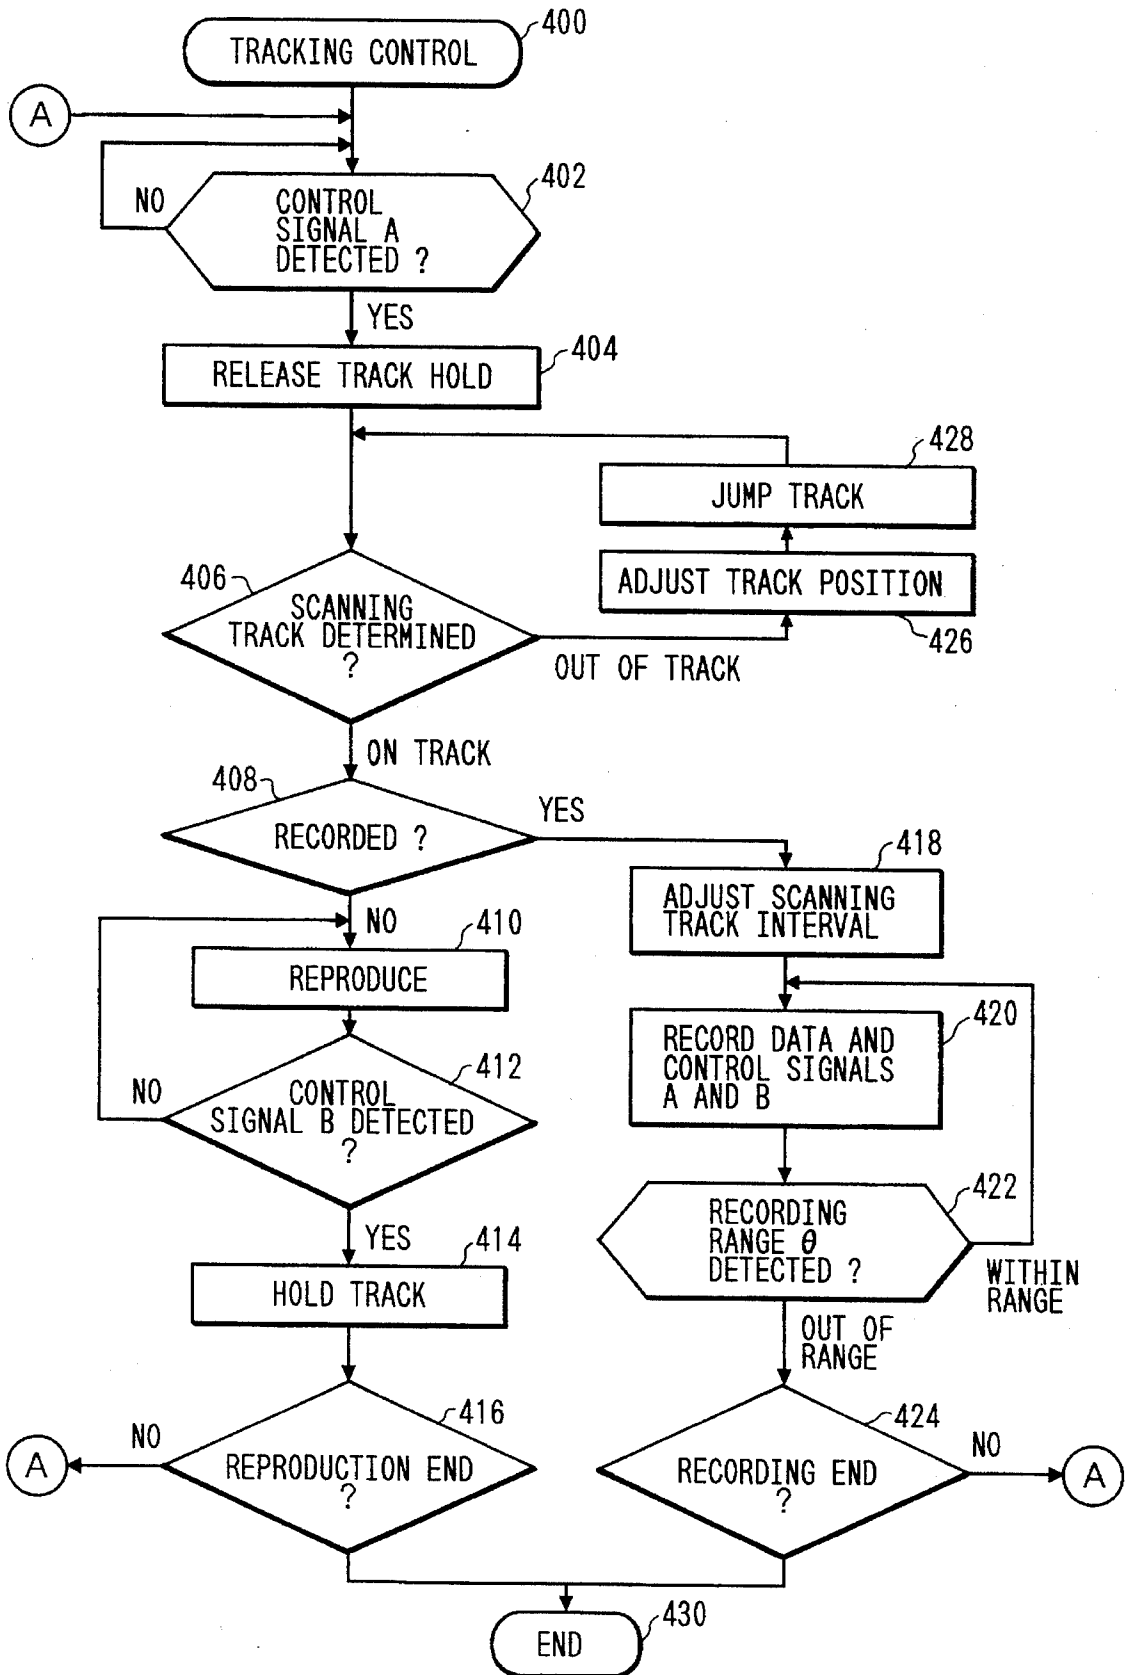 400
TRACKING CONTROL
A
402
NO
CONTROL
SIGNAL A
DETECTED ?
YES
404
RELEASE TRACK HOLD
428
JUMP TRACK
406
ADJUST TRACK POSITION
SCANNING
TRACK DETERMINED
?
426
OUT OF TRACK
ON TRACK
408
YES
RECORDED ?
418
ADJUST SCANNING
TRACK INTERVAL
NO
410
REPRODUCE
420
RECORD DATA AND
CONTROL SIGNALS
A AND B
412
NO
CONTROL
SIGNAL B DETECTED
?
422
RECORDING
RANGE θ
DETECTED ?
YES
414
WITHIN
RANGE
HOLD TRACK
OUT OF
RANGE
416
424
NO
NO
A
REPRODUCTION END
?
RECORDING END
?
A
430
END